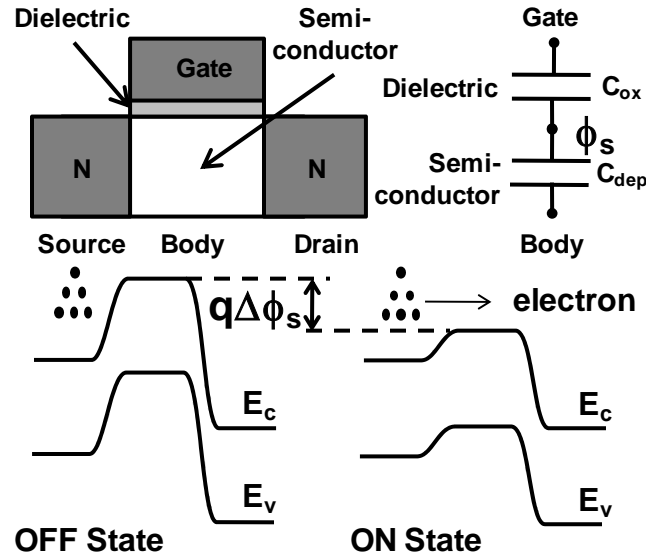 Dielectric
Semi-
conductor
Gate
N
N
Source Body Drain
Gate
Dielectric
Cox
ϕs
Semi-
conductor
Cdep
Body
qΔϕs
electron
Ec
Ev
Ec
Ev
OFF State
ON State